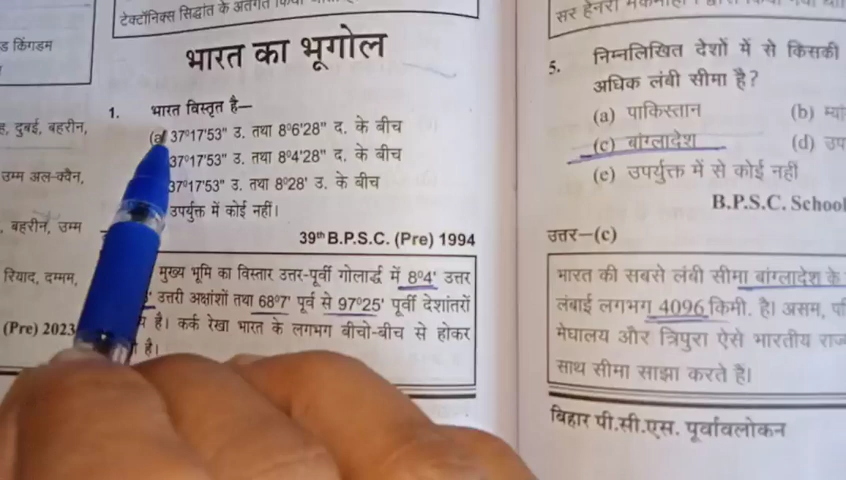 टेक्टॉनिक्स सिद्धांत के अंतर्गत किया
भारत का भूगोल
1. भारत विस्तृत है—
(a) 37°17'53" उ. तथा 8°6'28" द. के बीच
37°17'53" उ. तथा 8°4'28" द. के बीच
37°17'53" उ. तथा 8°28' उ. के बीच
उपर्युक्त में कोई नहीं।
39th B.P.S.C. (Pre) 1994
मुख्य भूमि का विस्तार उत्तर-पूर्वी गोलार्द्ध में 8°4' उत्तर
उत्तरी अक्षांशों तथा 68°7' पूर्व से 97°25' पूर्वी देशांतरों
है। कर्क रेखा भारत के लगभग बीचो-बीच से होकर
है।
किंगडम
दुबई, बहरीन,
उम्म अल-क्वैन,
बहरीन, उम्म
रियाद, दम्माम,
(Pre) 2023
सर हेनरी
5. निम्नलिखित देशों में से किसकी
अधिक लंबी सीमा है?
(a) पाकिस्तान (b)
(c) बांग्लादेश (d)
(e) उपर्युक्त में से कोई नहीं
B.P.S.C. School
उत्तर—(c)
भारत की सबसे लंबी सीमा बांग्लादेश के
लंबाई लगभग 4096 किमी. है। असम,
मेघालय और त्रिपुरा ऐसे भारतीय
साथ सीमा साझा करते हैं।
बिहार पी.सी.एस. पूर्वावलोकन